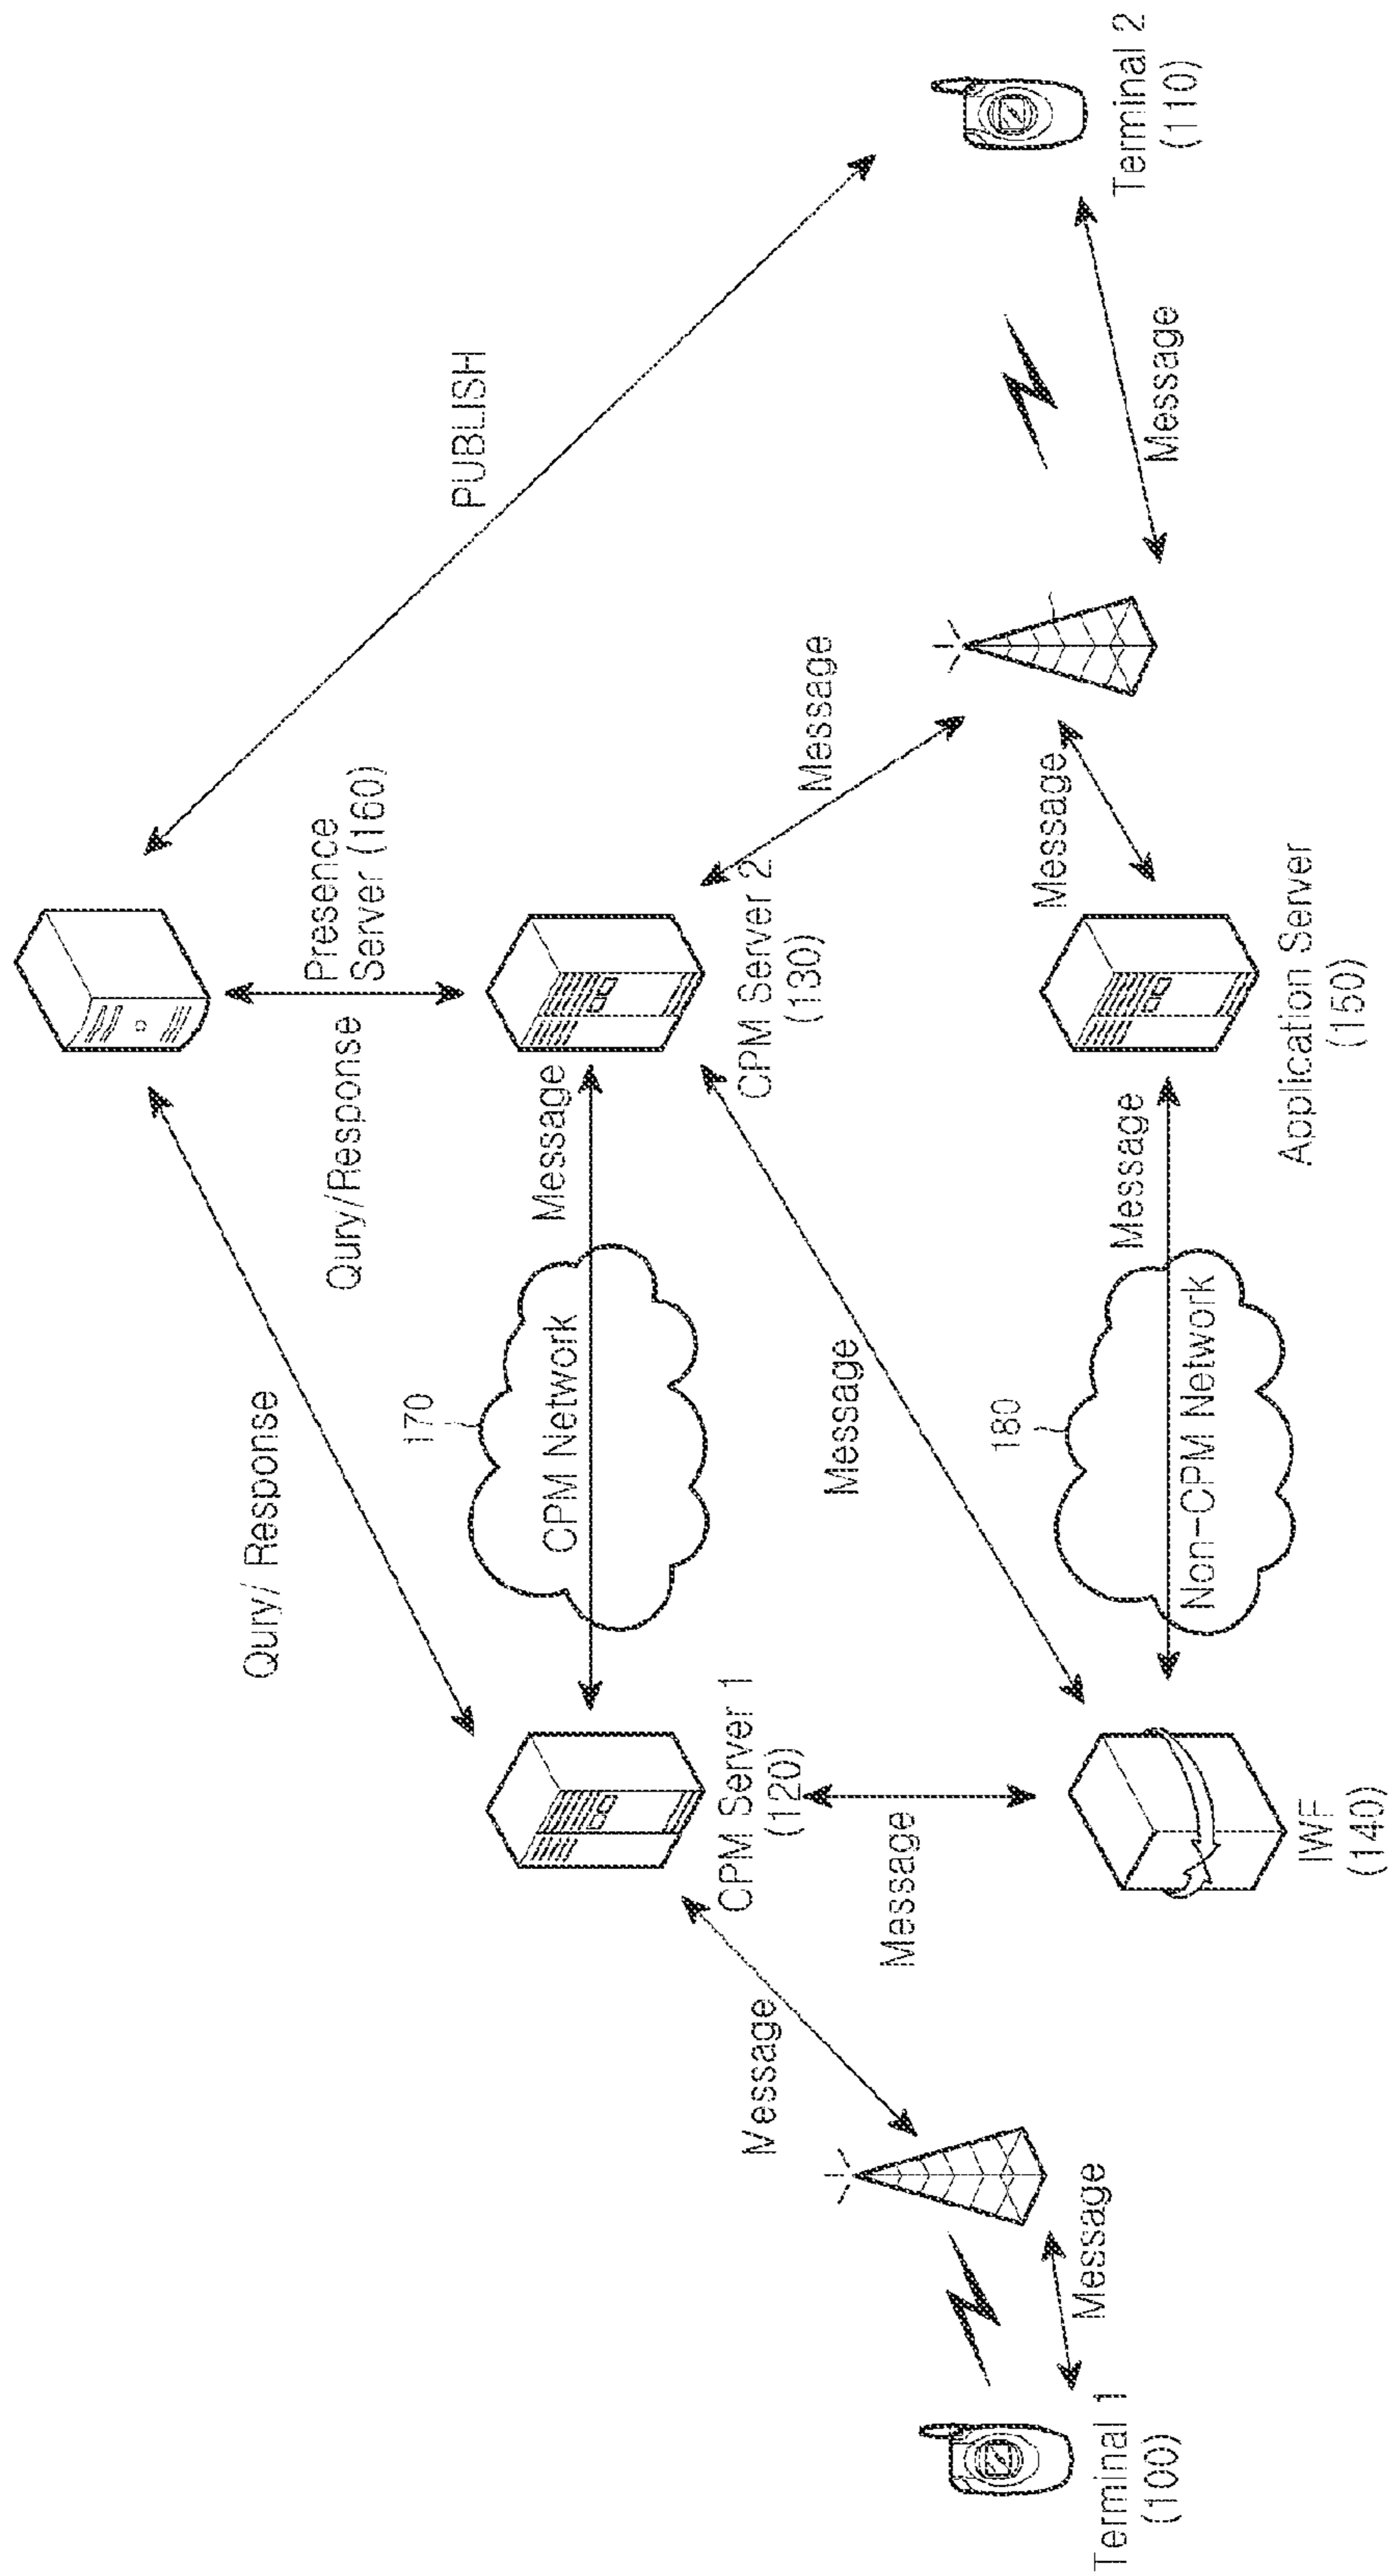 PUBLISH
Presence
Server (160)
Qury/Response
Qury/ Response
170
CPM Network
Message
CPM Server 1
(120)
CPM Server 2
(130)
Message
Message
Message
Message
Message
Message
180
Non-CPM Network
Message
Message
Message
Terminal 1
(100)
IWF
(140)
Application Server
(150)
Terminal 2
(110)